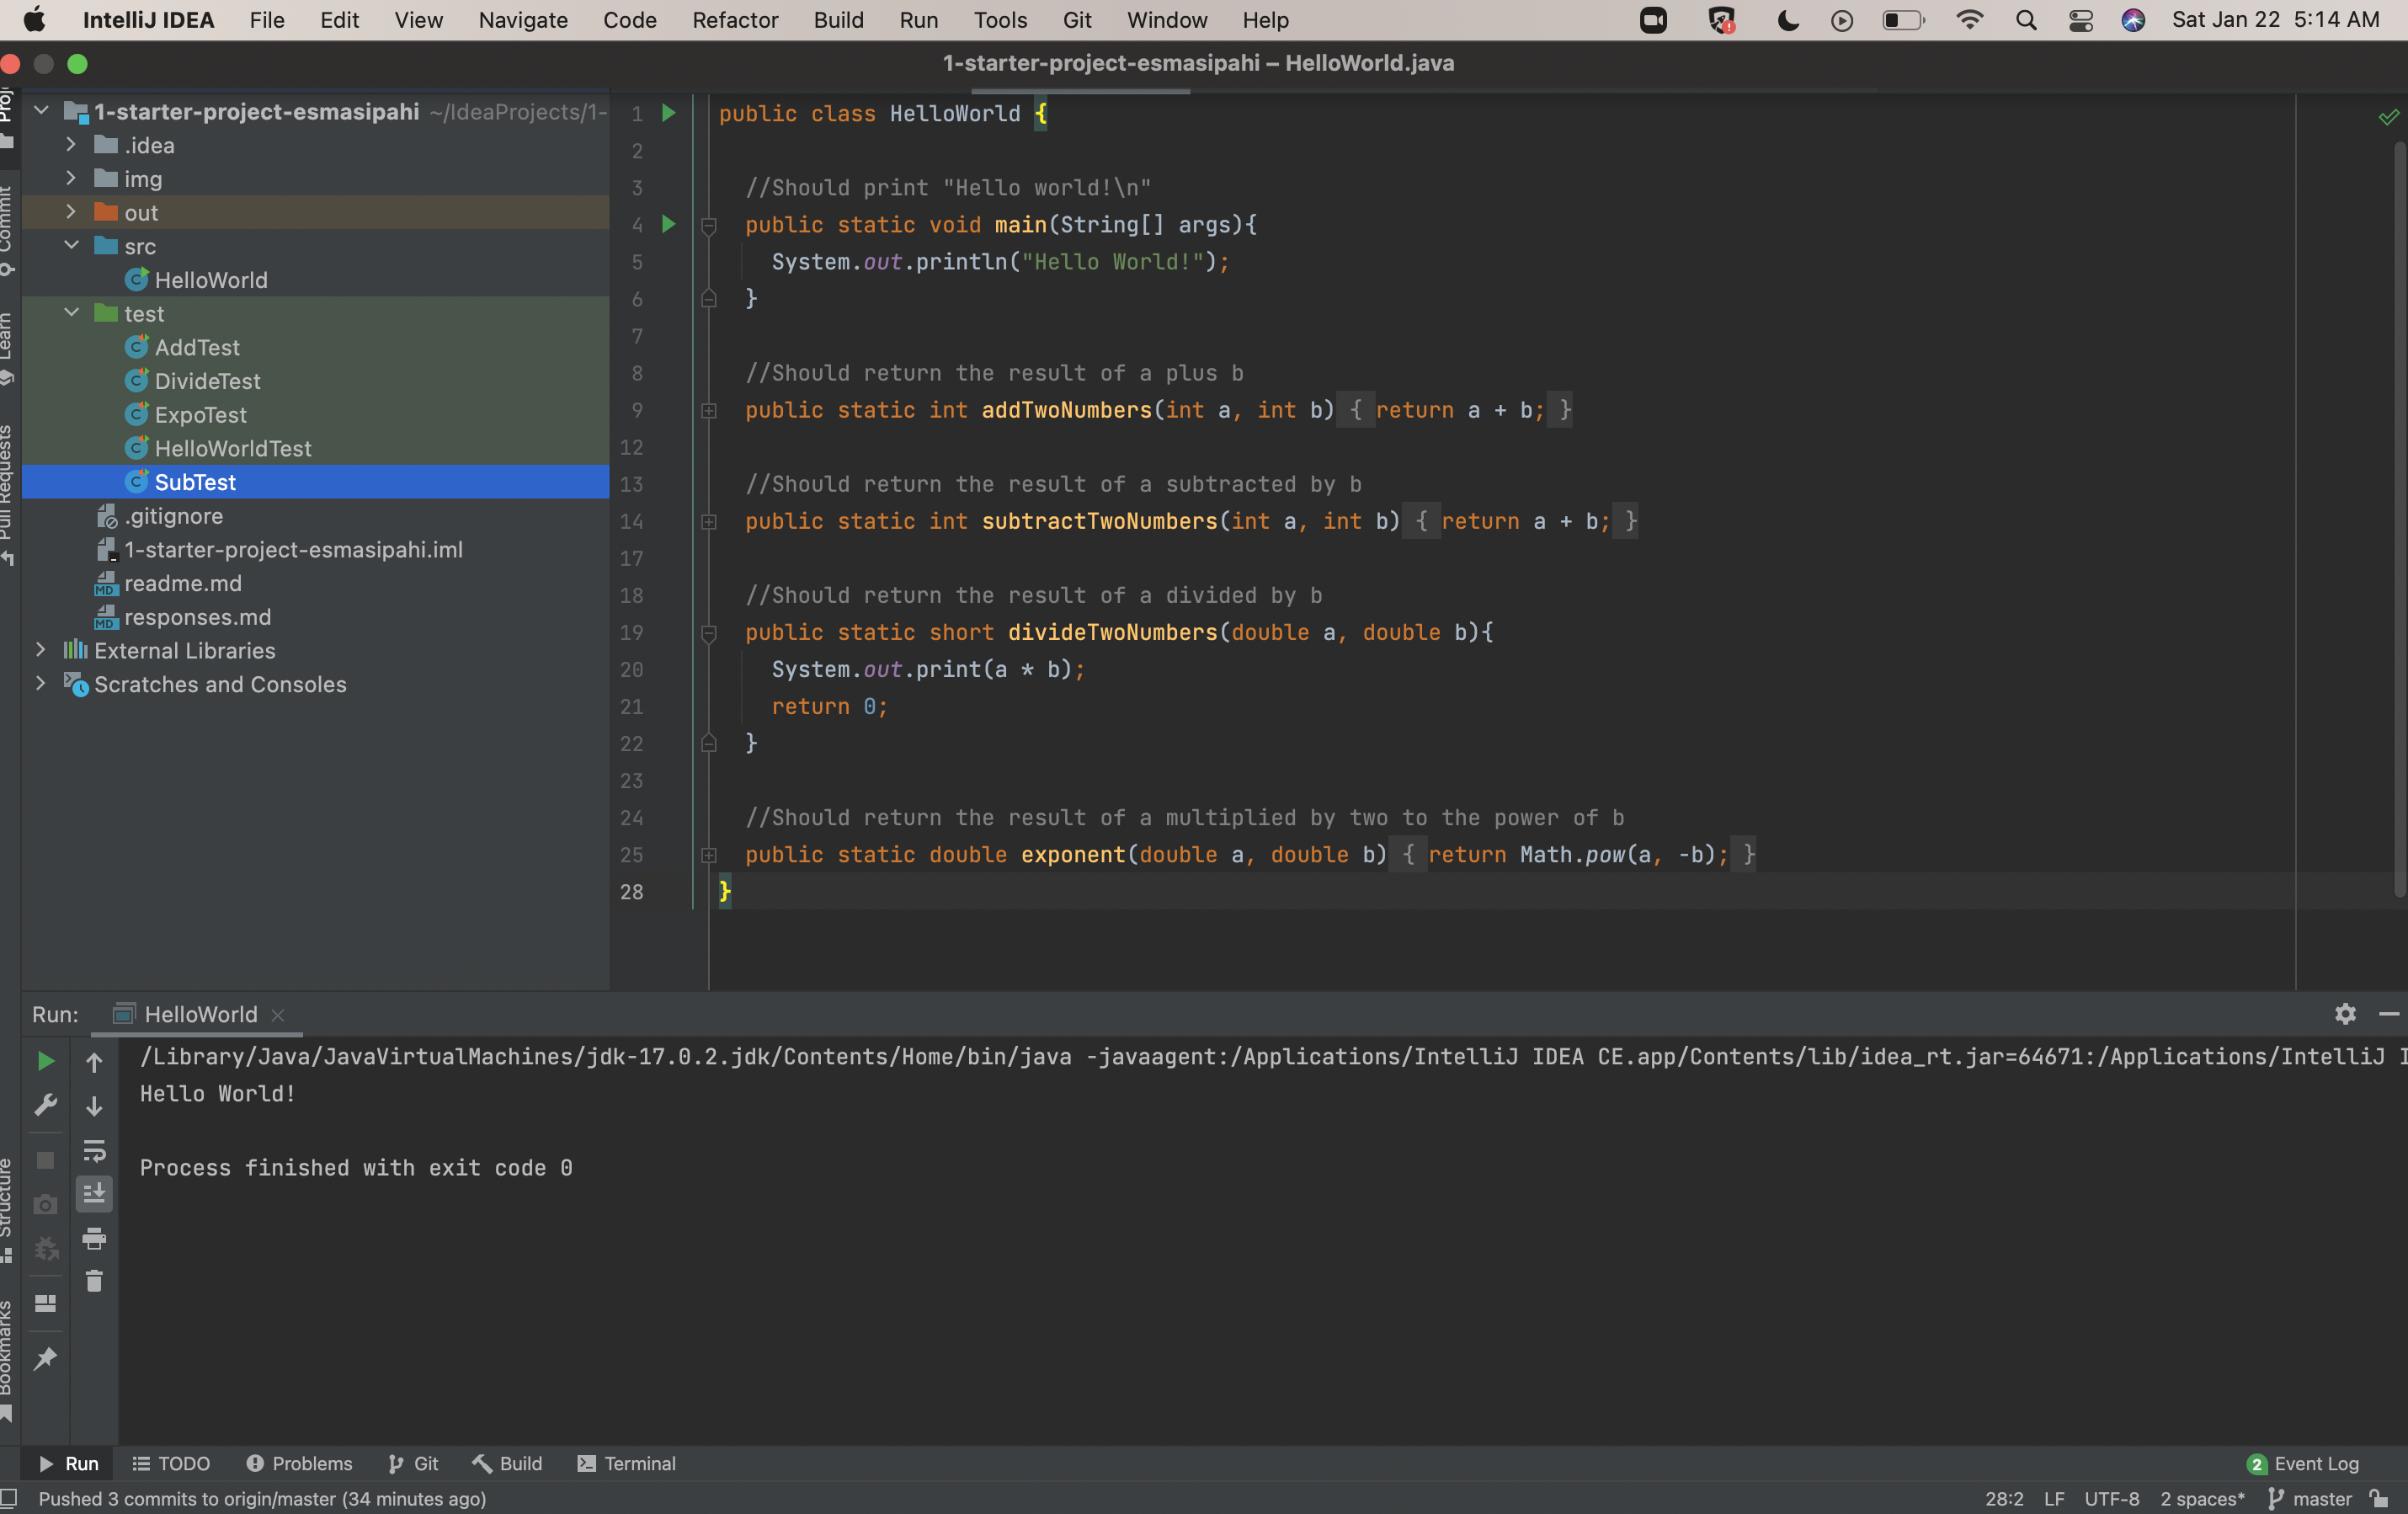 IntelliJ IDEA File Edit View Navigate Code Refactor Build Run Tools Git Window Help Sat Jan 22 5:14 AM
1-starter-project-esmasipahi – HelloWorld.java
1-starter-project-esmasipahi ~/IdeaProjects/1-
.idea
img
out
src
HelloWorld
test
AddTest
DivideTest
ExpoTest
HelloWorldTest
SubTest
.gitignore
1-starter-project-esmasipahi.iml
MD readme.md
MD responses.md
External Libraries
Scratches and Consoles
Commit
Learn
Pull Requests
Structure
Bookmarks
1 public class HelloWorld {
2
3 //Should print "Hello world!\n"
4 public static void main(String[] args){
5 System.out.println("Hello World!");
6 }
7
8 //Should return the result of a plus b
9 public static int addTwoNumbers(int a, int b) { return a + b; }
12
13 //Should return the result of a subtracted by b
14 public static int subtractTwoNumbers(int a, int b) { return a + b; }
17
18 //Should return the result of a divided by b
19 public static short divideTwoNumbers(double a, double b){
20 System.out.print(a * b);
21 return 0;
22 }
23
24 //Should return the result of a multiplied by two to the power of b
25 public static double exponent(double a, double b) { return Math.pow(a, -b); }
28 }
Run: HelloWorld
/Library/Java/JavaVirtualMachines/jdk-17.0.2.jdk/Contents/Home/bin/java -javaagent:/Applications/IntelliJ IDEA CE.app/Contents/lib/idea_rt.jar=64671:/Applications/IntelliJ I
Hello World!
Process finished with exit code 0
Run TODO Problems Git Build Terminal 2 Event Log
Pushed 3 commits to origin/master (34 minutes ago) 28:2 LF UTF-8 2 spaces* master